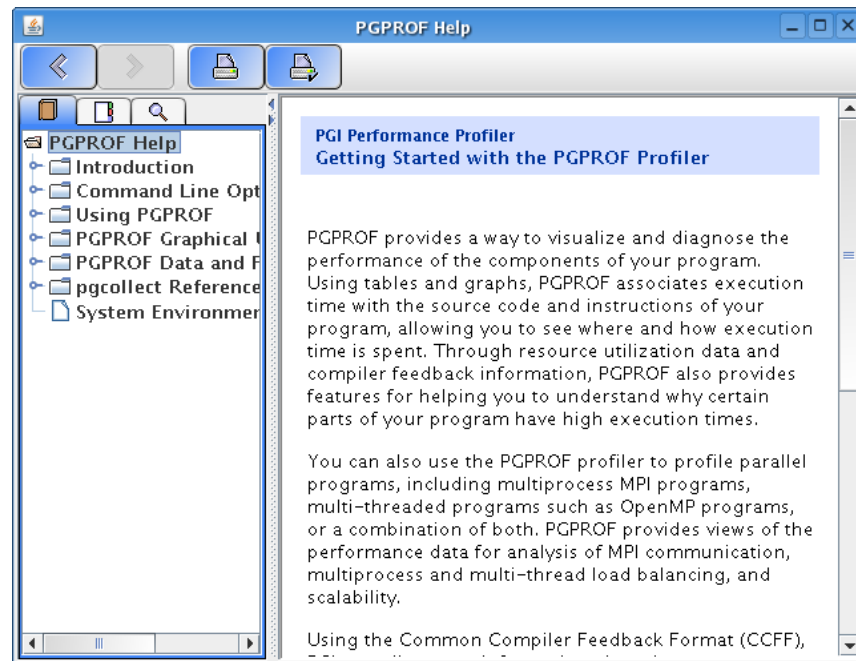 PGPROF Help
PGPROF Help
Introduction
Command Line Opt
Using PGPROF
PGPROF Graphical
PGPROF Data and F
pgcollect Reference
System Environmer
PGI Performance Profiler
Getting Started with the PGPROF Profiler
PGPROF provides a way to visualize and diagnose the
performance of the components of your program.
Using tables and graphs, PGPROF associates execution
time with the source code and instructions of your
program, allowing you to see where and how execution
time is spent. Through resource utilization data and
compiler feedback information, PGPROF also provides
features for helping you to understand why certain
parts of your program have high execution times.
You can also use the PGPROF profiler to profile parallel
programs, including multiprocess MPI programs,
multi-threaded programs such as OpenMP programs,
or a combination of both. PGPROF provides views of the
performance data for analysis of MPI communication,
multiprocess and multi-thread load balancing, and
scalability.
Using the Common Compiler Feedback Format (CCFF),